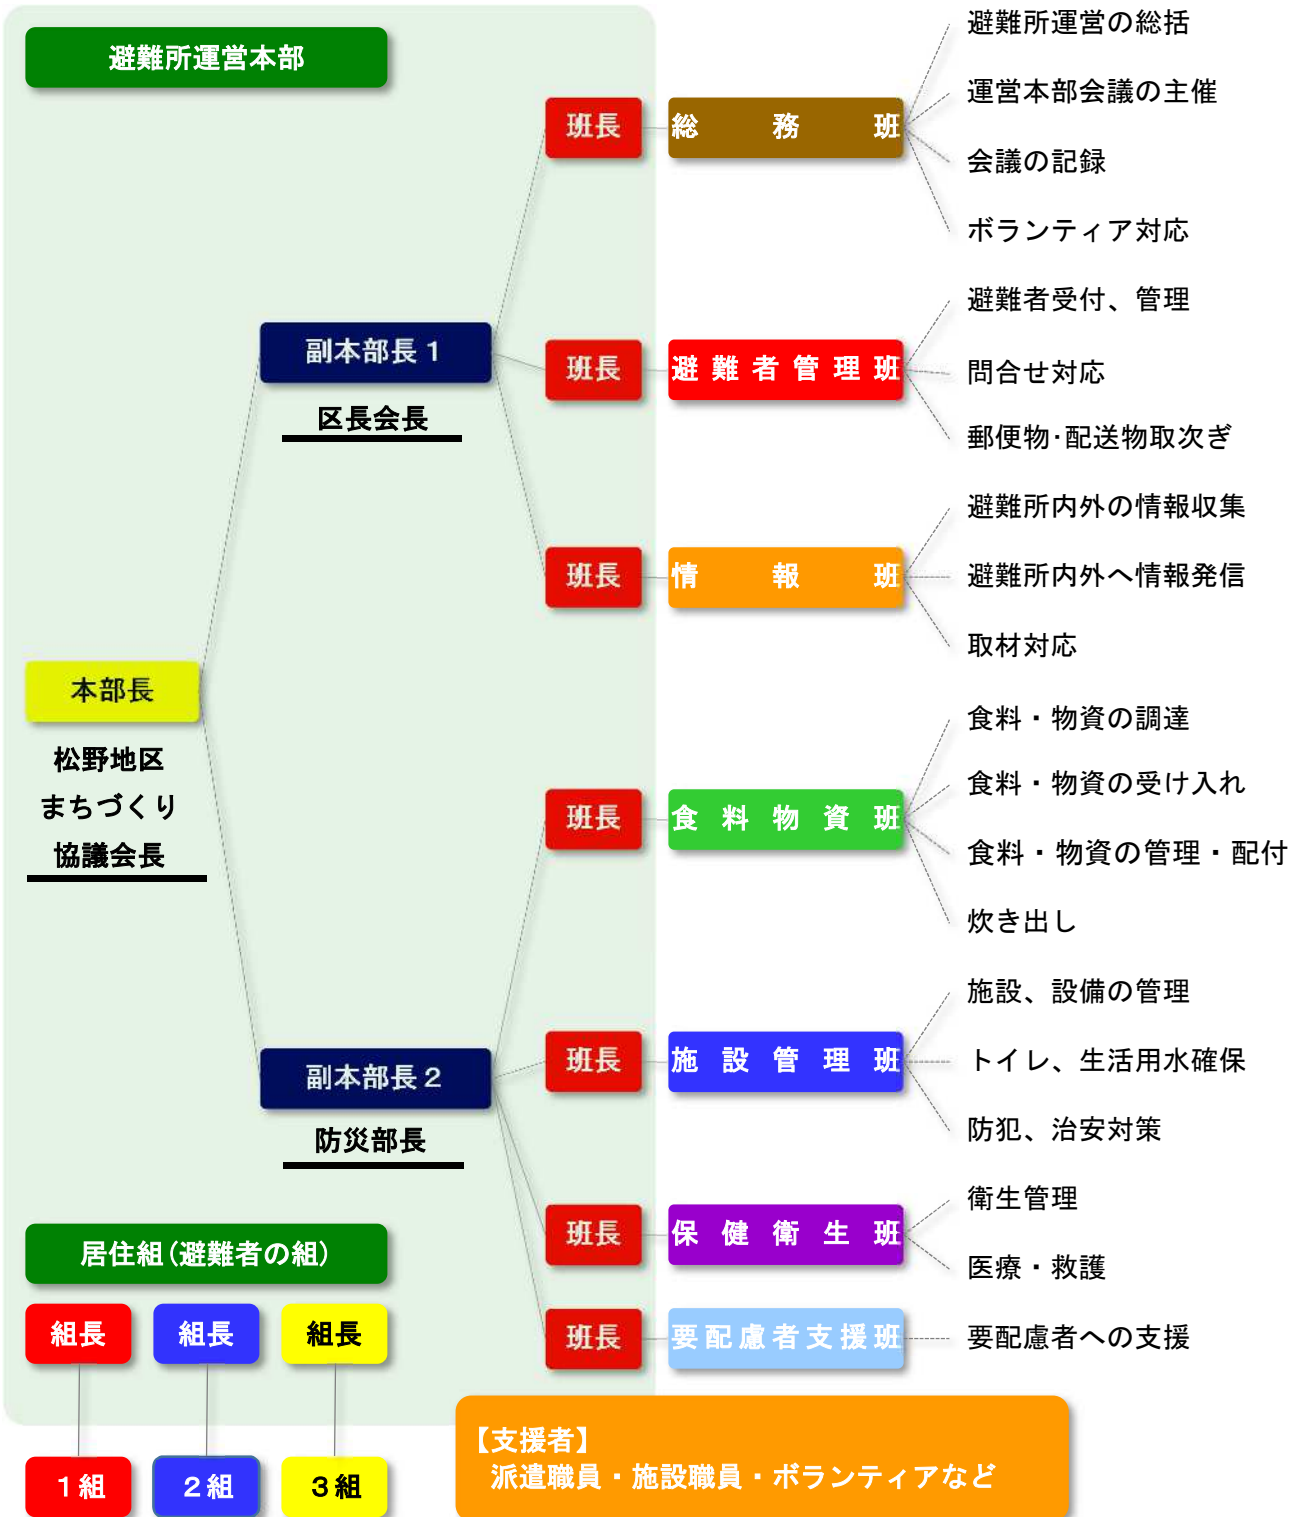 避難所運営本部
本部長
松野地区
まちづくり
協議会長
副本部長１
区長会長
班長
総務班
避難所運営の総括
運営本部会議の主催
会議の記録
ボランティア対応
班長
避難者管理班
避難者受付、管理
問合せ対応
郵便物・配送物取次ぎ
班長
情報班
避難所内外の情報収集
避難所内外へ情報発信
取材対応
副本部長２
防災部長
班長
食料物資班
食料・物資の調達
食料・物資の受け入れ
食料・物資の管理・配付
炊き出し
班長
施設管理班
施設、設備の管理
トイレ、生活用水確保
防犯、治安対策
班長
保健衛生班
衛生管理
医療・救護
班長
要配慮者支援班
要配慮者への支援
居住組（避難者の組）
組長
組長
組長
１組
２組
３組
【支援者】
派遣職員・施設職員・ボランティアなど